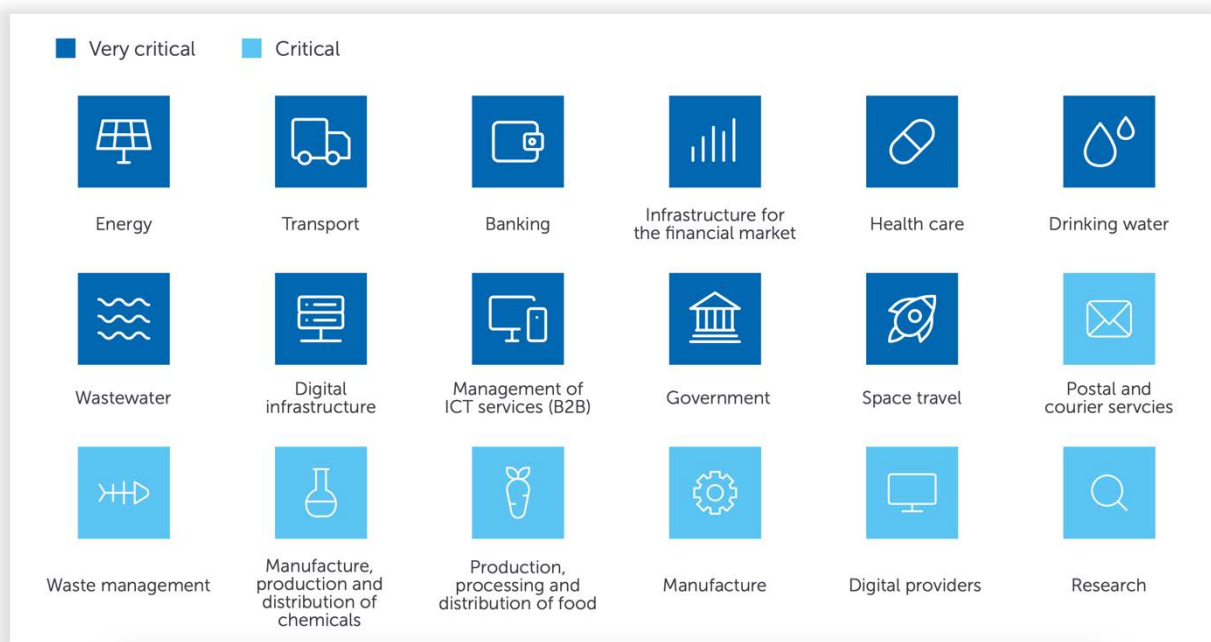 Very critical
Critical
Energy
Transport
Banking
Infrastructure for
the financial market
Health care
Drinking water
Wastewater
Digital
infrastructure
Management of
ICT services (B2B)
Government
Space travel
Postal and
courier servcies
Waste management
Manufacture,
production and
distribution of
chemicals
Production,
processing and
distribution of food
Manufacture
Digital providers
Research